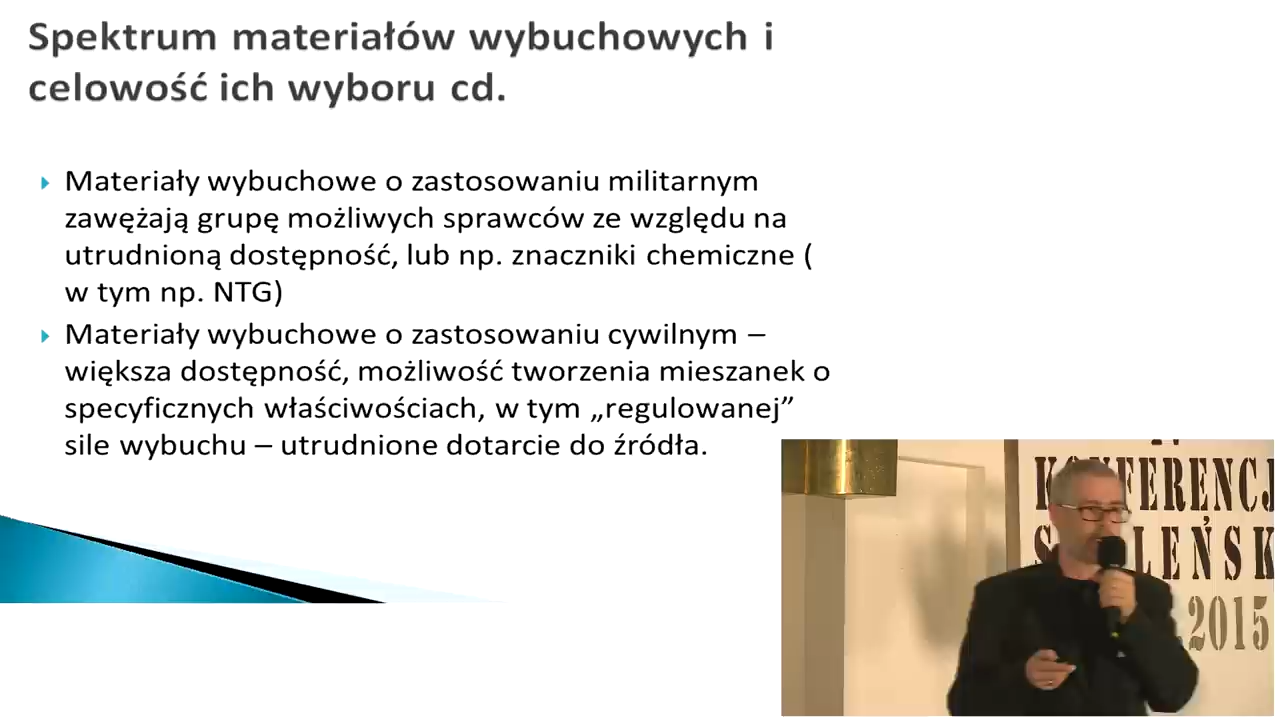 Spektrum materiałów wybuchowych i
celowość ich wyboru cd.
Materiały wybuchowe o zastosowaniu militarnym
zawężają grupę możliwych sprawców ze względu na
utrudnioną dostępność, lub np. znaczniki chemiczne (
w tym np. NTG)
Materiały wybuchowe o zastosowaniu cywilnym –
większa dostępność, możliwość tworzenia mieszanek o
specyficznych właściwościach, w tym „regulowanej”
sile wybuchu – utrudnione dotarcie do źródła.
2015